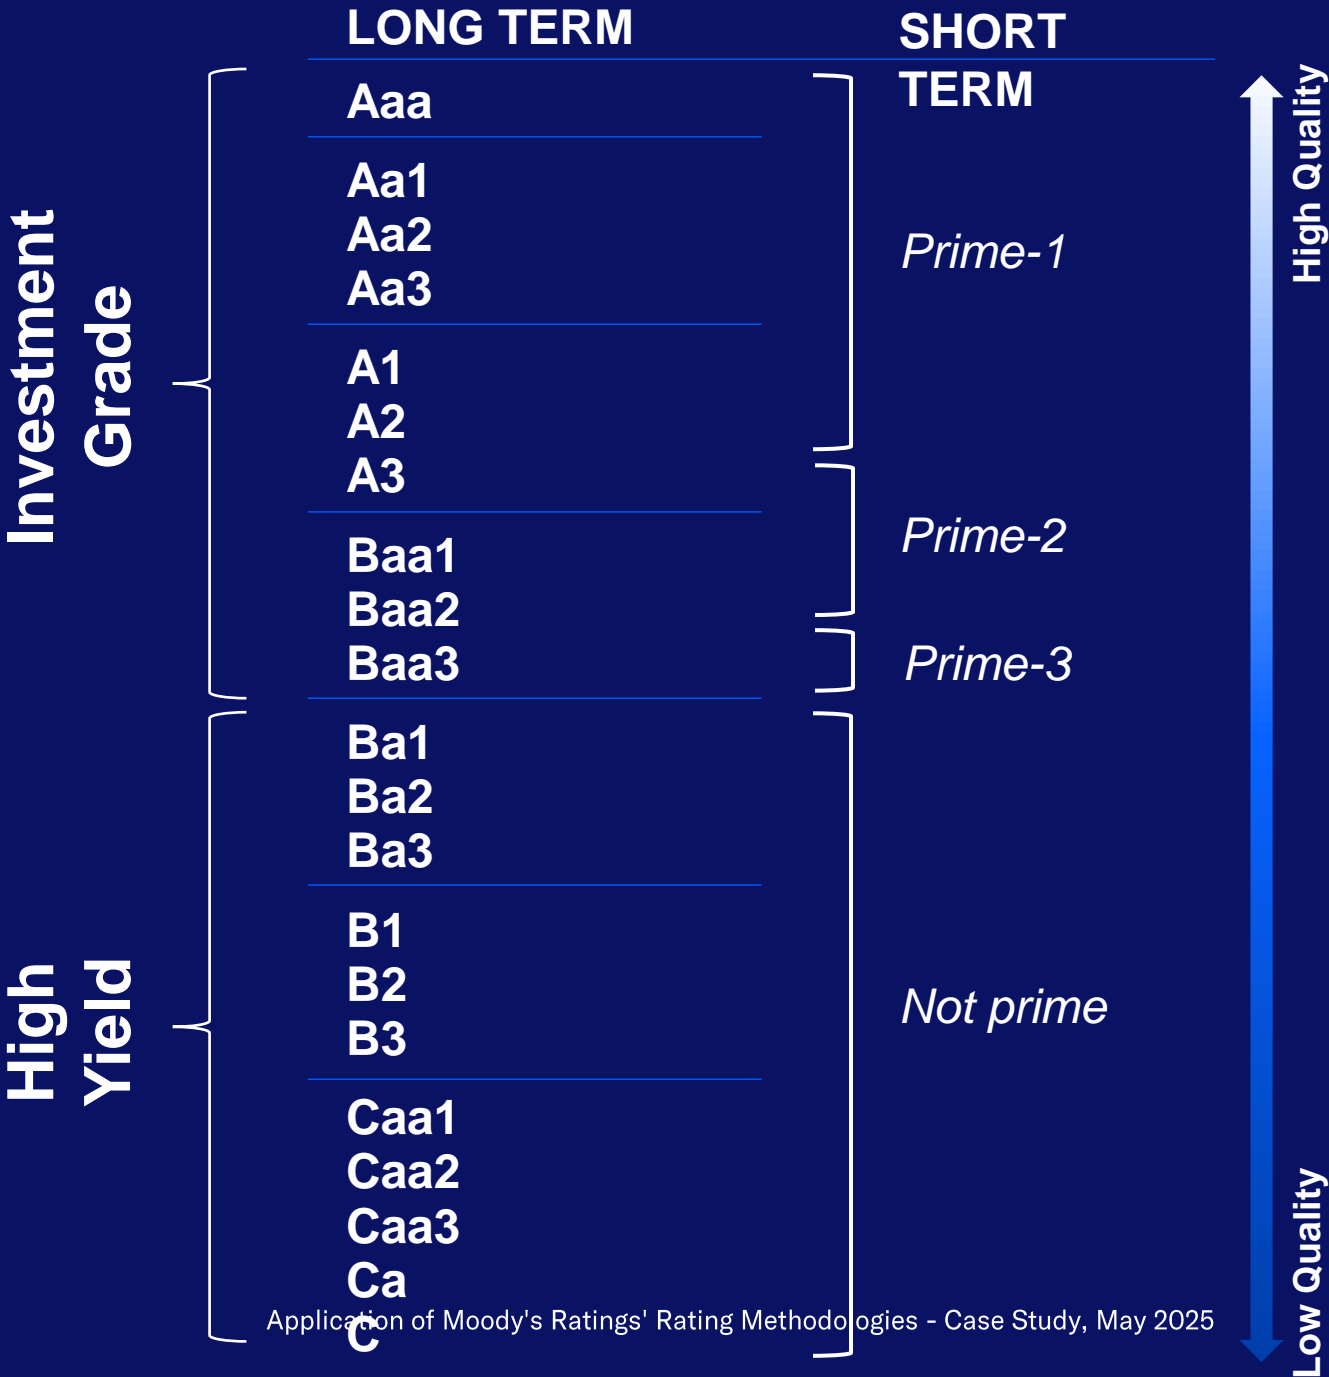 LONG TERM
SHORT
TERM
Investment
Grade
Aaa
Aa1
Aa2
Aa3
A1
A2
A3
Baa1
Baa2
Baa3
Prime-1
Prime-2
Prime-3
High
Yield
Ba1
Ba2
Ba3
B1
B2
B3
Caa1
Caa2
Caa3
Ca
C
Not prime
High Quality
Low Quality
Application of Moody's Ratings' Rating Methodologies - Case Study, May 2025